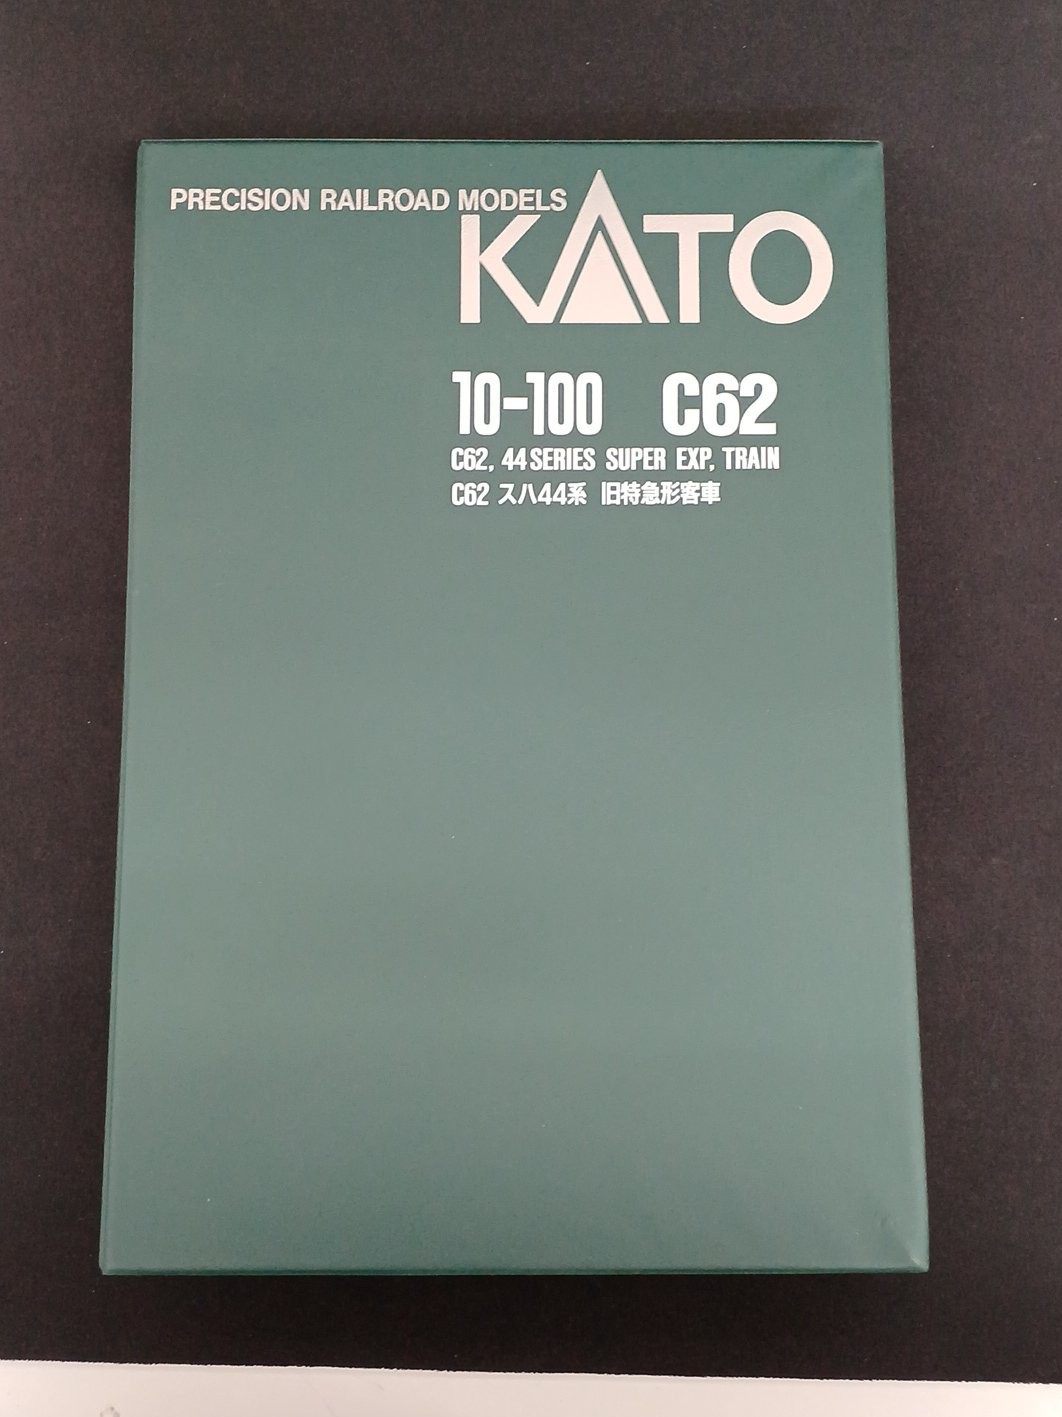 PRECISION RAILROAD MODELS
KATO
10-100 C62
C62, 44 SERIES SUPER EXP, TRAIN
C62 スハ44系 旧特急形客車